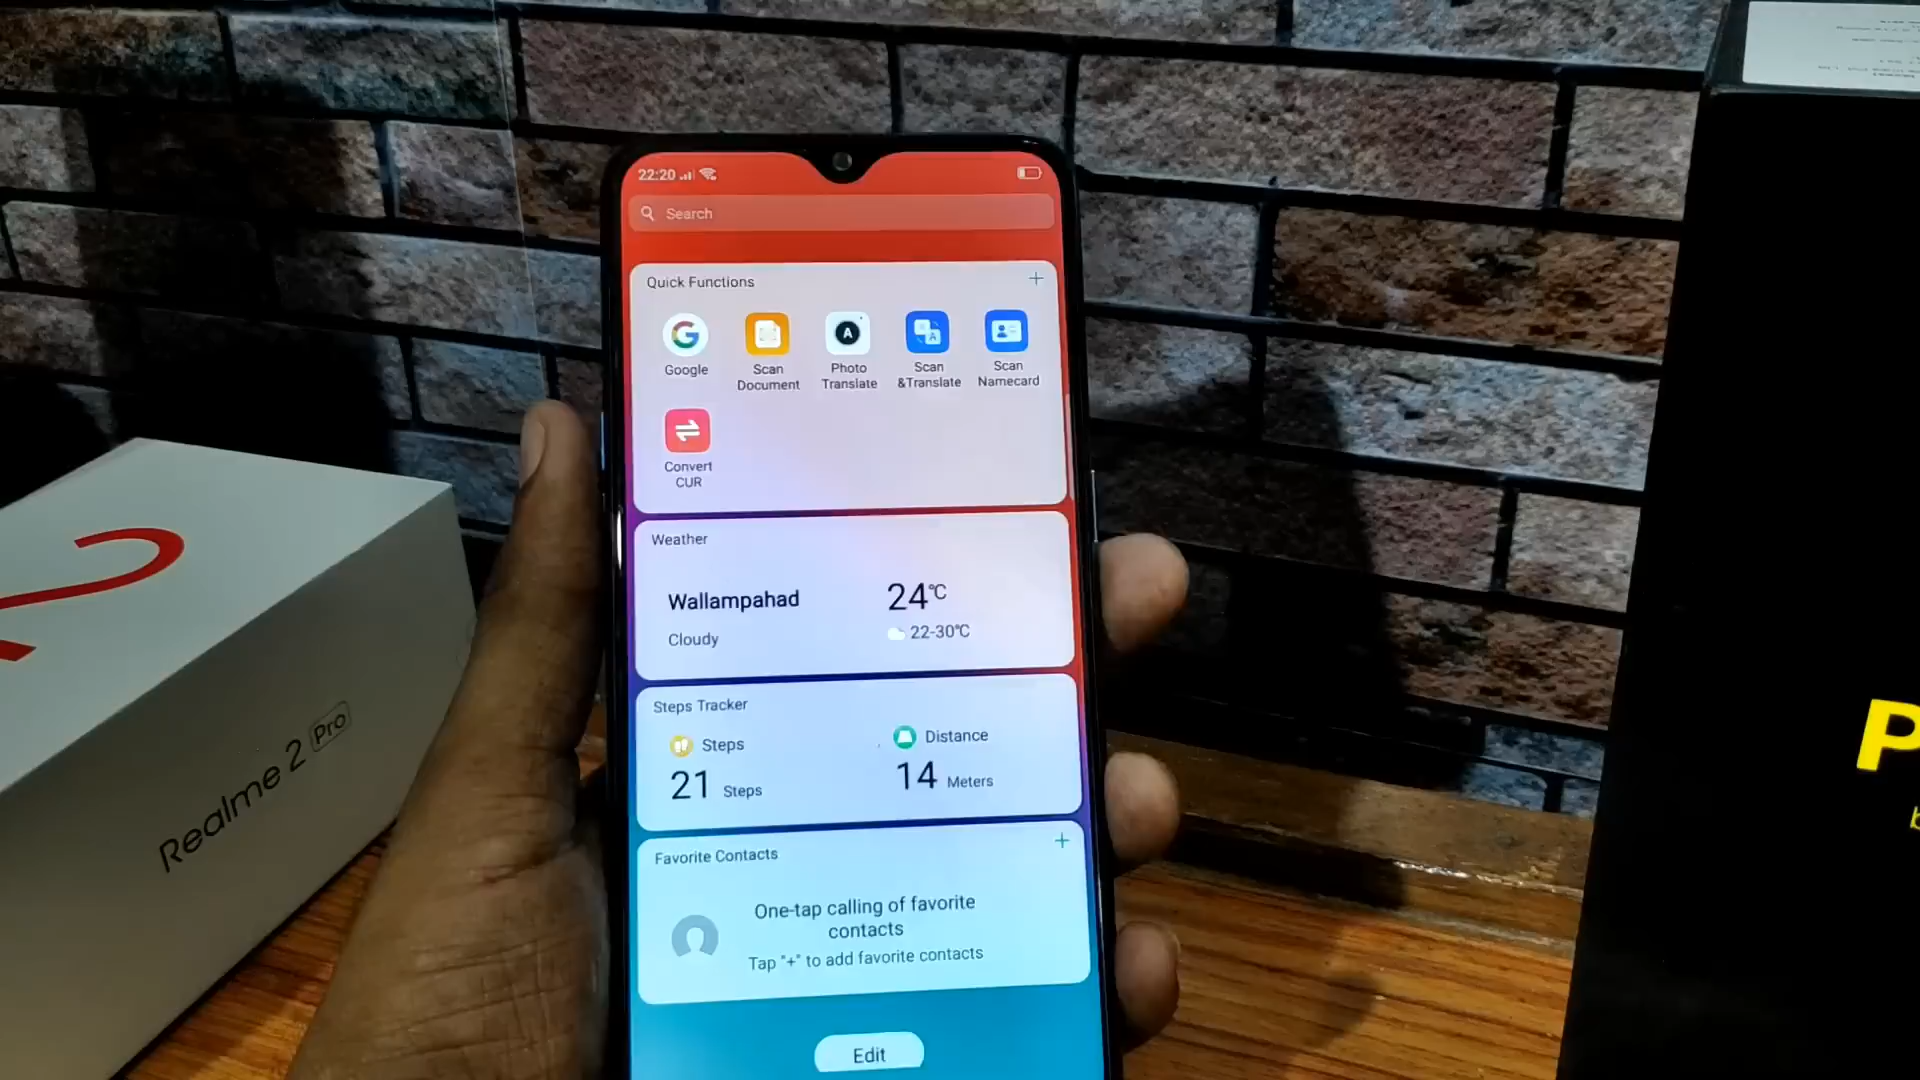 22:20
Search
Quick Functions
Google
Scan
Document
Photo
Translate
Scan
&Translate
Scan
Namecard
Convert
CUR
Weather
Wallampahad
24℃
Cloudy
22-30℃
Steps Tracker
Steps
Distance
21 Steps
14 Meters
Favorite Contacts
One-tap calling of favorite
contacts
Tap "+" to add favorite contacts
Edit
2
Realme 2 Pro
P
b